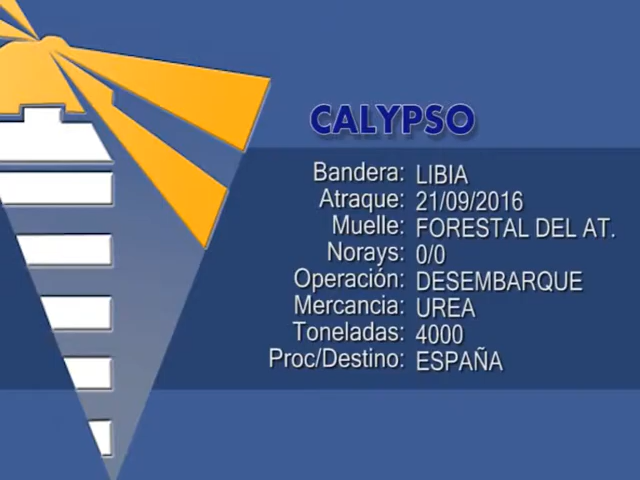 CALYPSO
Bandera: LIBIA
Atraque: 21/09/2016
Muelle: FORESTAL DEL AT.
Norays: 0/0
Operación: DESEMBARQUE
Mercancia: UREA
Toneladas: 4000
Proc/Destino: ESPAÑA